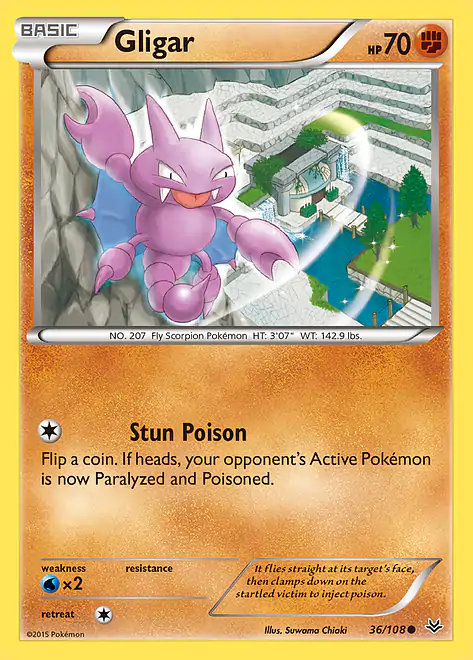 BASIC
Gligar
HP 70
NO. 207 Fly Scorpion Pokémon HT: 3'07" WT: 142.9 lbs.
Stun Poison
Flip a coin. If heads, your opponent's Active Pokémon
is now Paralyzed and Poisoned.
weakness resistance
×2
It flies straight at its target's face,
then clamps down on the
startled victim to inject poison.
retreat
©2015 Pokémon
Illus. Suwama Chiaki
36/108